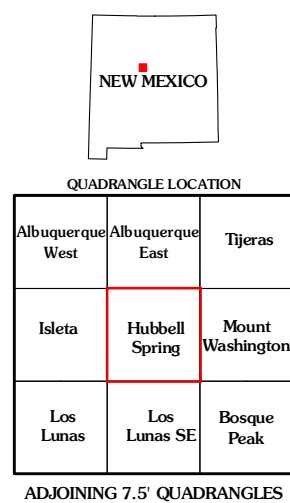 NEW MEXICO
QUADRANGLE LOCATION
Albuquerque West
Albuquerque East
Tijeras
Isleta
Hubbell Spring
Mount Washington
Los Lunas
Los Lunas SE
Bosque Peak
ADJOINING 7.5' QUADRANGLES